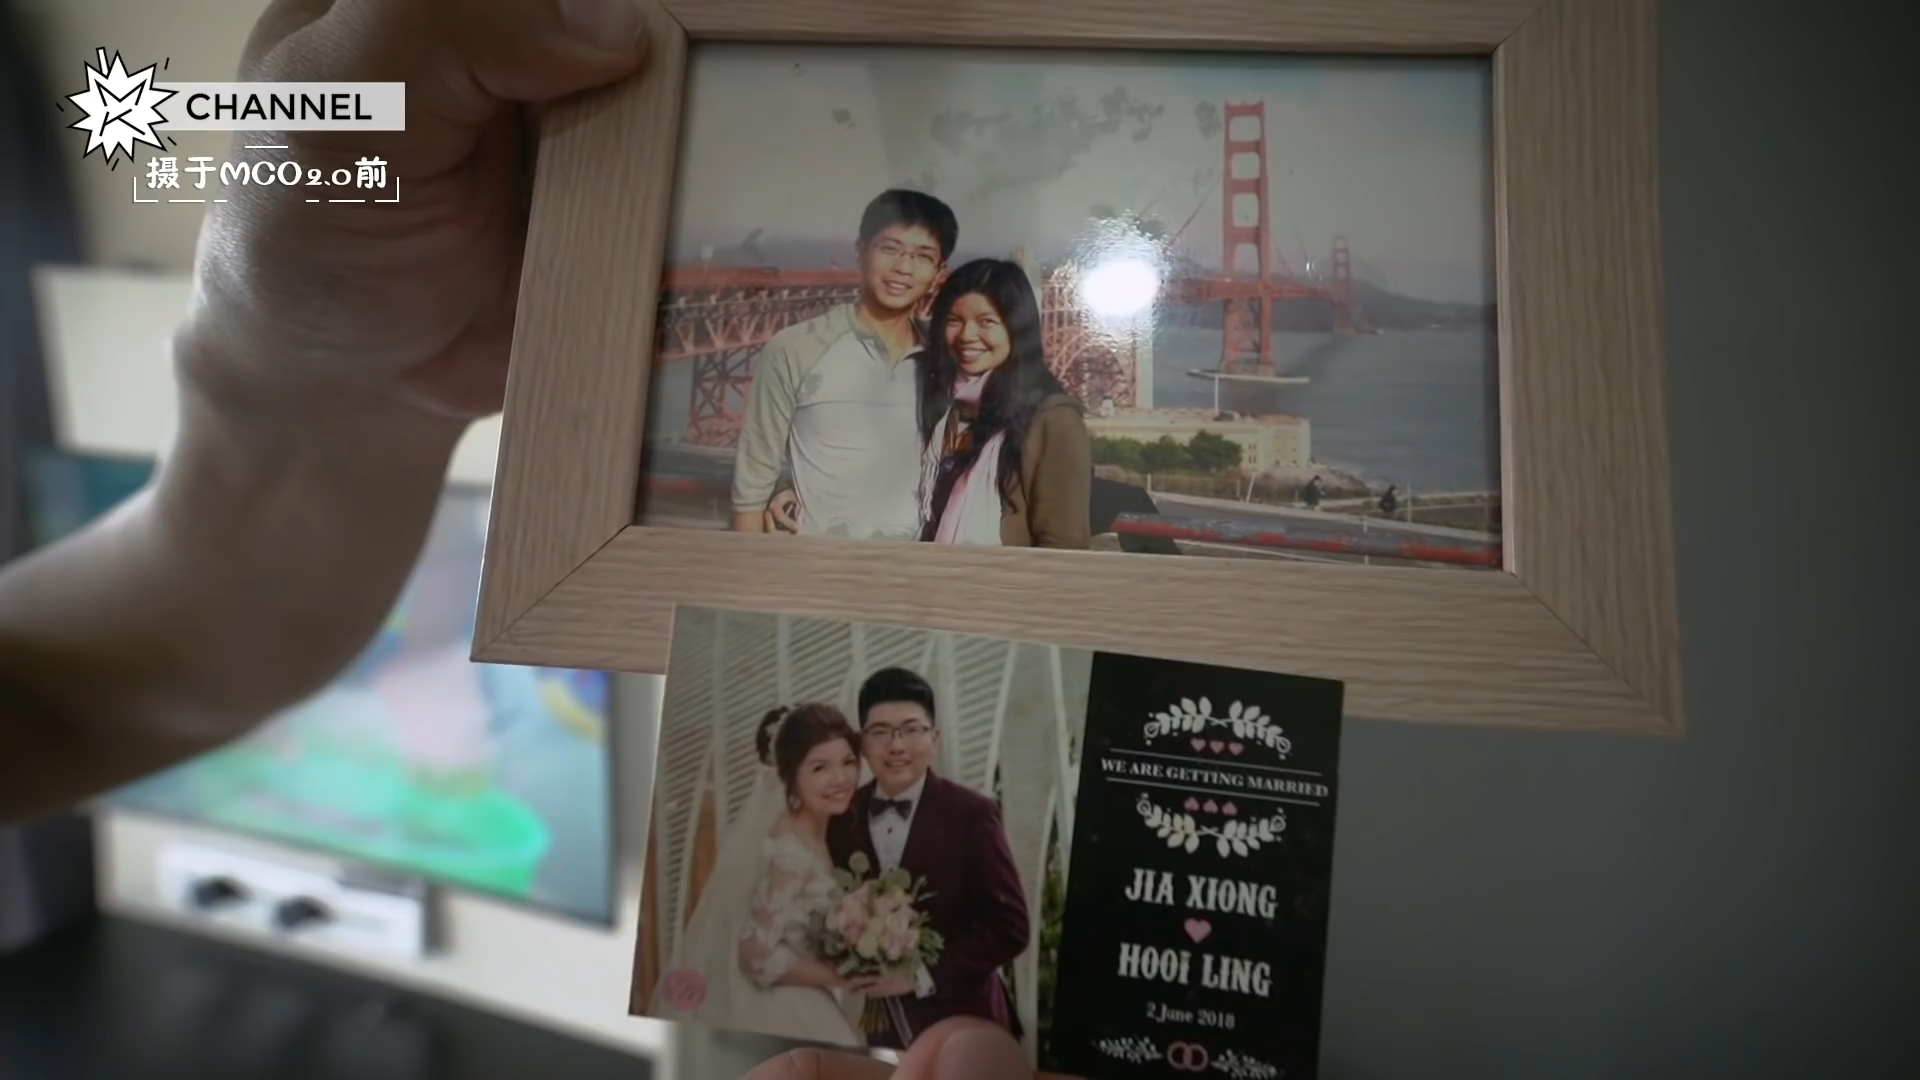 CHANNEL
摄于MCO2.0前
WE ARE GETTING MARRIED
JIA XIONG
HOOI LING
2 June 2018